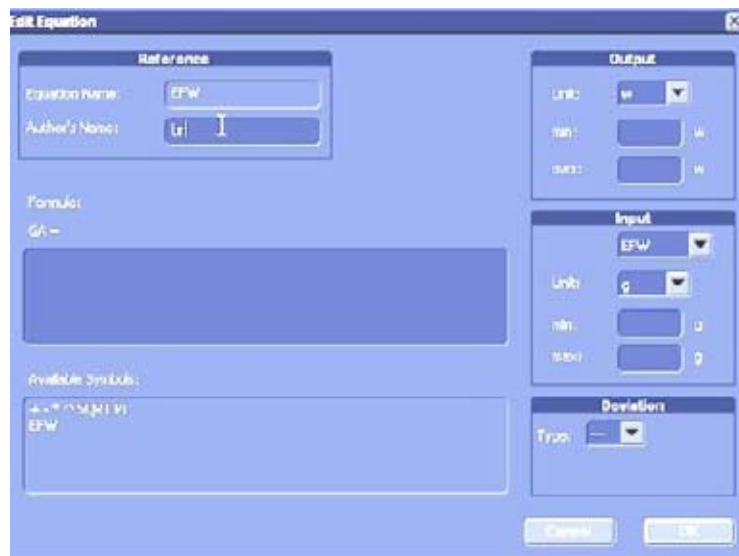 Edit Equation
Reference
Equation Name: EFW
Author's Name:
Formula:
GA =
Available Symbols:
EFW
Output
Unit: w
min: w
max: w
Input
EFW
Unit: g
min: g
max: g
Deviation
Type: ---
Cancel OK